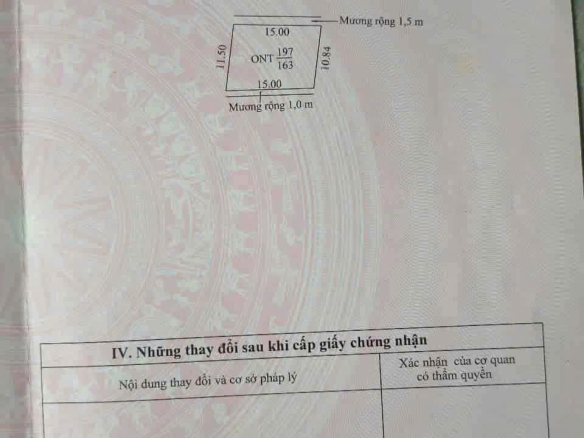 Mương rộng 1,5 m
15.00
11.50
ONT 197
163
10.84
15.00
Mương rộng 1,0 m
IV. Những thay đổi sau khi cấp giấy chứng nhận
Nội dung thay đổi và cơ sở pháp lý
Xác nhận của cơ quan
có thẩm quyền